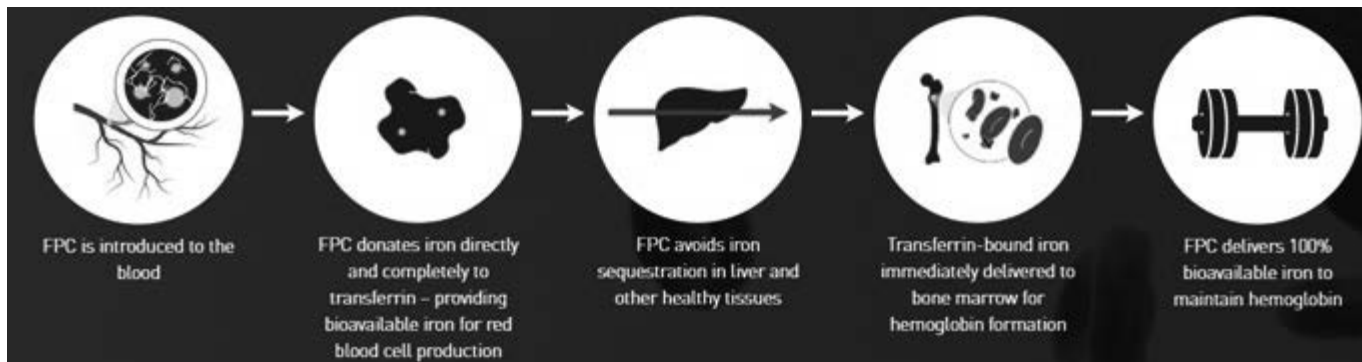 FPC is introduced to the
blood
FPC donates iron directly
and completely to
transferrin – providing
bioavailable iron for red
blood cell production
FPC avoids iron
sequestration in liver and
other healthy tissues
Transferrin-bound iron
immediately delivered to
bone marrow for
hemoglobin formation
FPC delivers 100%
bioavailable iron to
maintain hemoglobin